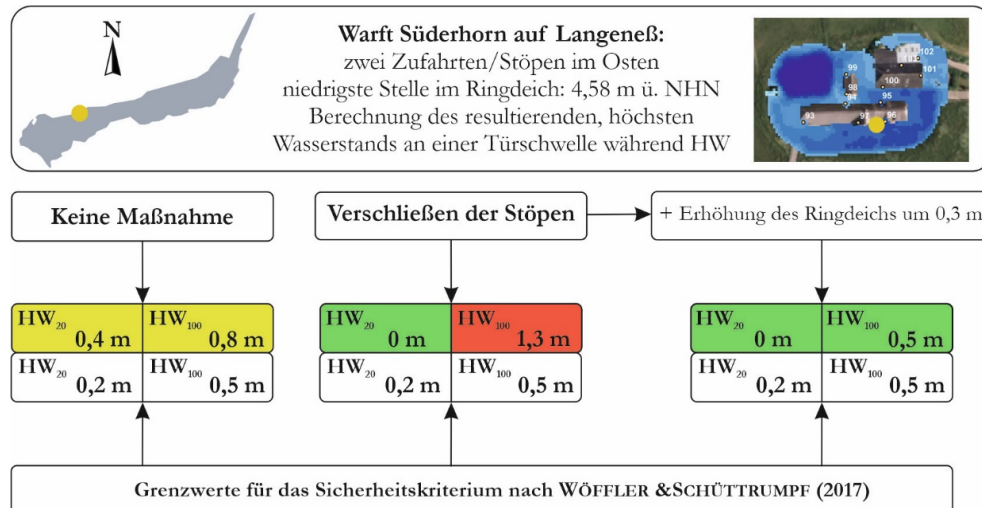 N
Warft Süderhorn auf Langeneß:
zwei Zufahrten/Stöpen im Osten
niedrigste Stelle im Ringdeich: 4,58 m ü. NHN
Berechnung des resultierenden, höchsten
Wasserstands an einer Türschwelle während HW
102
99
101
98
100
94
95
93
97
96
Keine Maßnahme
Verschließen der Stöpen
+ Erhöhung des Ringdeichs um 0,3 m
HW20 0,4 m HW100 0,8 m
HW20 0,2 m HW100 0,5 m
HW20 0 m HW100 1,3 m
HW20 0,2 m HW100 0,5 m
HW20 0 m HW100 0,5 m
HW20 0,2 m HW100 0,5 m
Grenzwerte für das Sicherheitskriterium nach WÖFFLER &SCHÜTTRUMPF (2017)